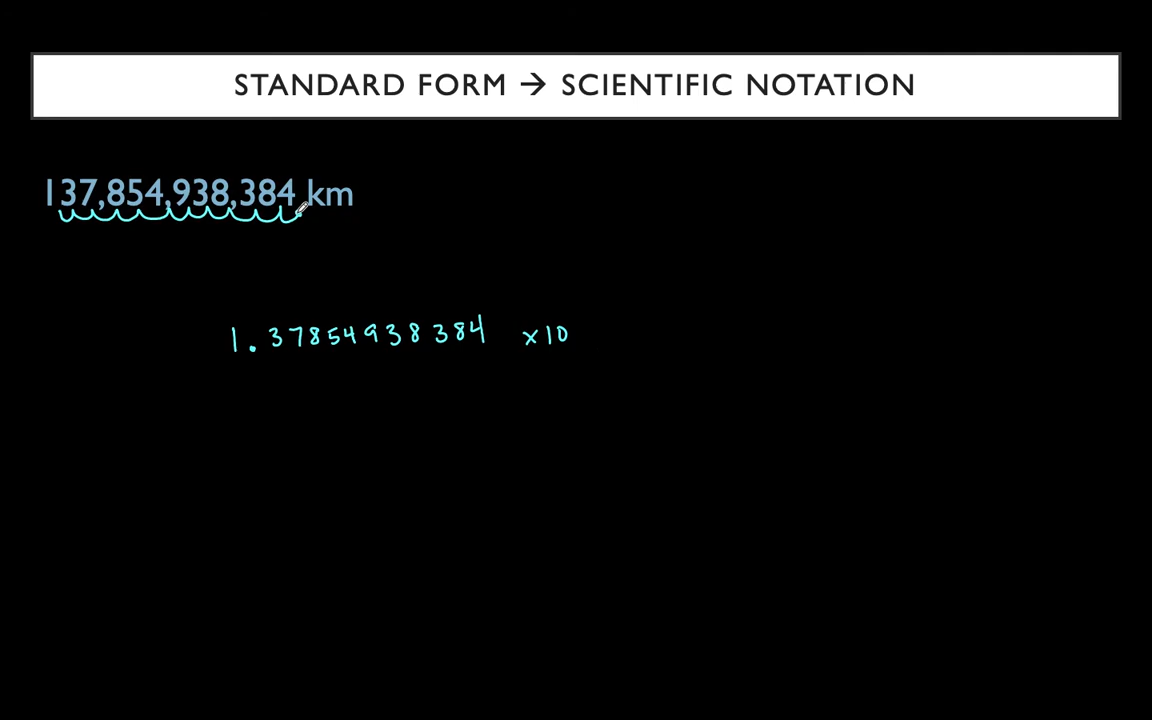 STANDARD FORM → SCIENTIFIC NOTATION
137,854,938,384 km
1.37854938384 x10